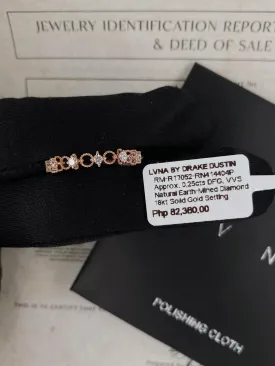 JEWELRY IDENTIFICATION REPORT
& DEED OF SALE
LVNA BY DRAKE DUSTIN
RM-R17052-RN414404P
Approx. 0.25cts DFG, VVS
Natural Earth-Mined Diamond
18kt Solid Gold Setting
Php 82,360.00
POLISHING CLOTH